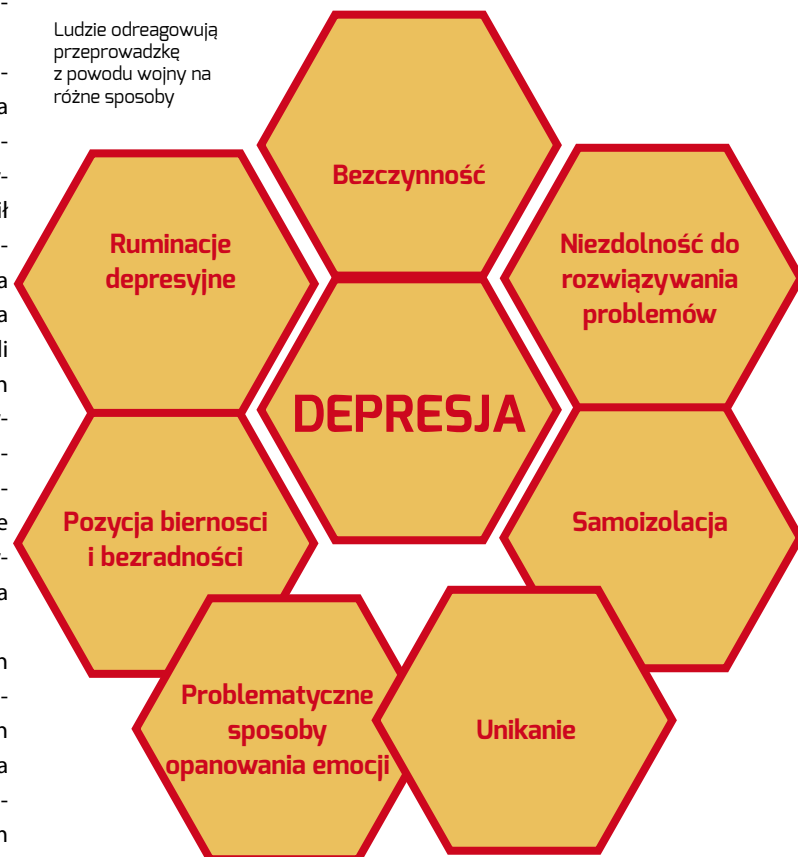 Ludzie odreagowują
przeprowadzkę
z powodu wojny na
różne sposoby
Bezczynność
Ruminacje
depresyjne
Niezdolność do
rozwiązywania
problemów
DEPRESJA
Pozycja biernosci
i bezradności
Samoizolacja
Problematyczne
sposoby
opanowania emocji
Unikanie